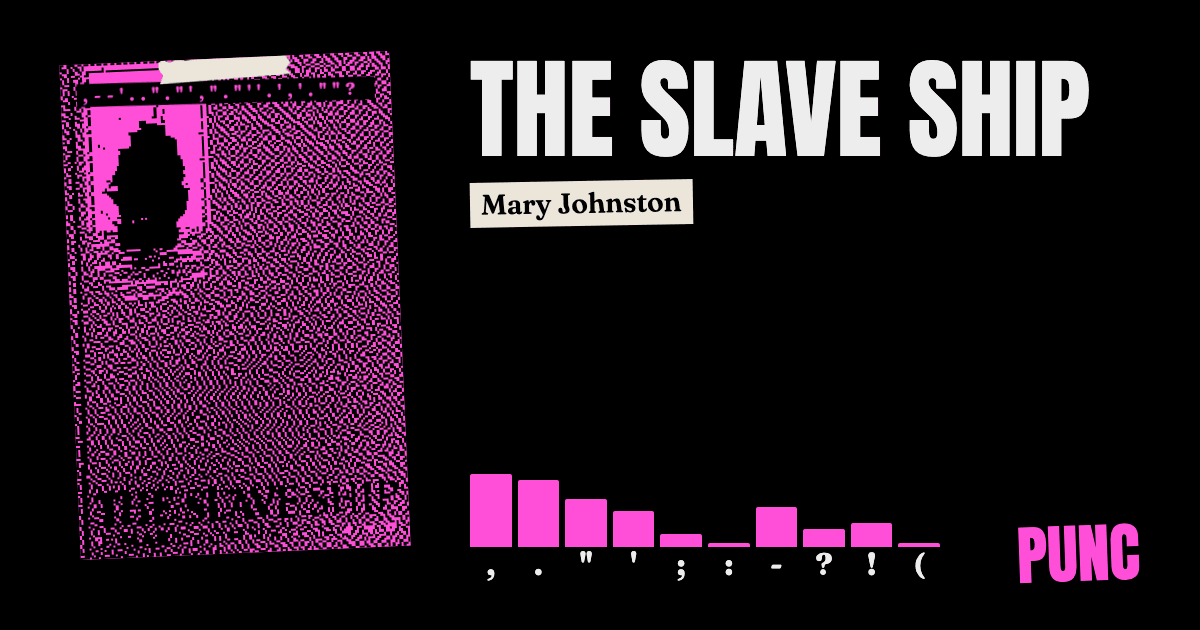 ,--'..".."',"."''.',',.""?
THE SLAVE SHIP
THE SLAVE SHIP
Mary Johnston
, . " ' ; : - ? ! (
PUNC